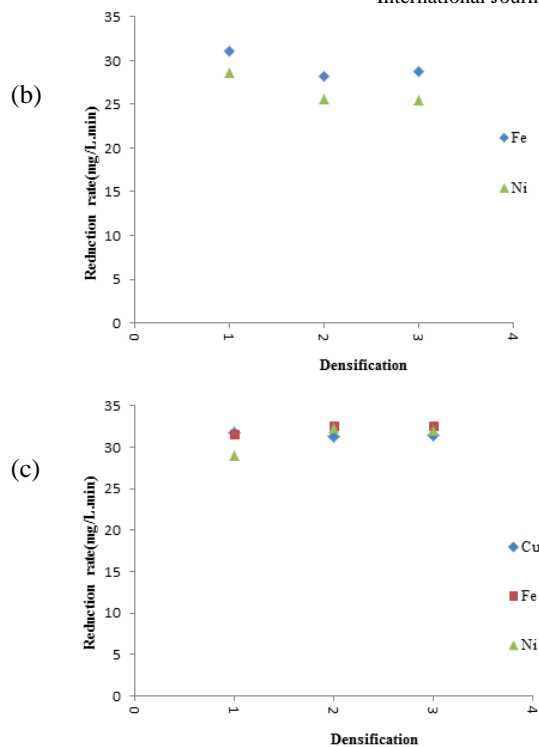 International Journ
(b)
35
30
25
20
15
10
5
0
Reduction rate(mg/L.min)
0
1
2
3
4
Densification
Fe
Ni
(c)
35
30
25
20
15
10
5
0
Reduction rate(mg/L.min)
0
1
2
3
4
Densification
Cu
Fe
Ni